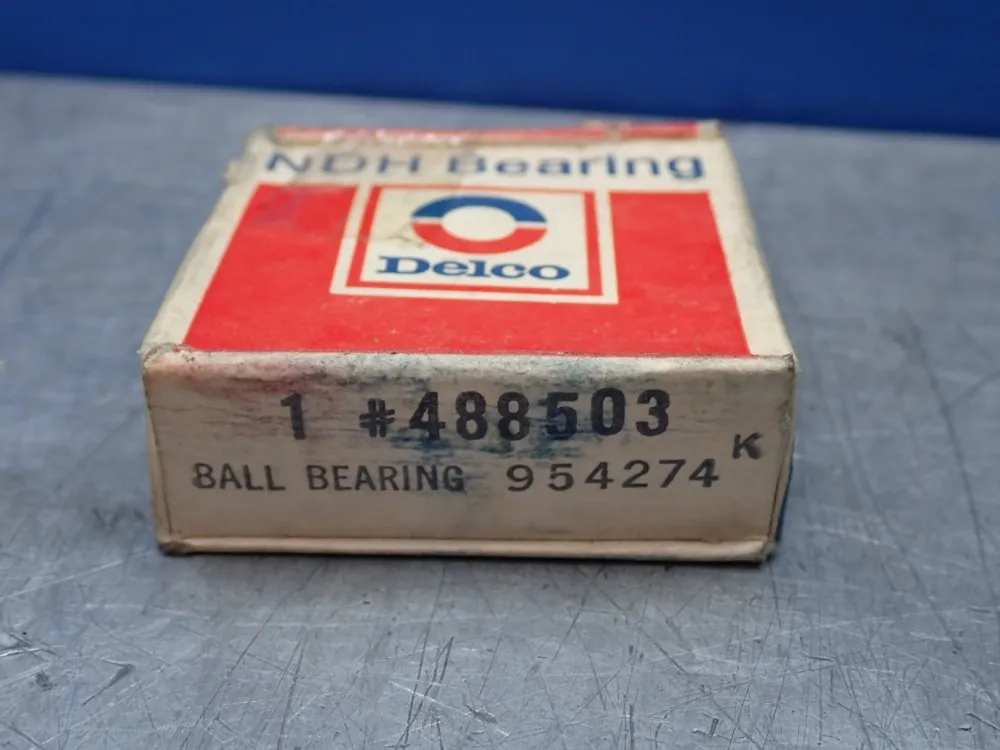 NDH Bearing
Delco
1 #488503
BALL BEARING 954274 K